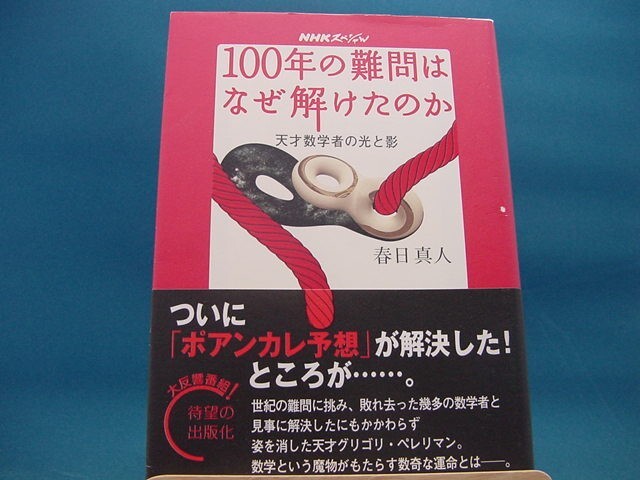 NHKスペシャル
100年の難問は
なぜ解けたのか
天才数学者の光と影
春日真人
ついに
「ポアンカレ予想」が解決した!
ところが……。
大反響番組!
待望の
出版化
世紀の難問に挑み、敗れ去った幾多の数学者と
見事に解決したにもかかわらず
姿を消した天才グリゴリ・ペレリマン。
数学という魔物がもたらす数奇な運命とは――。